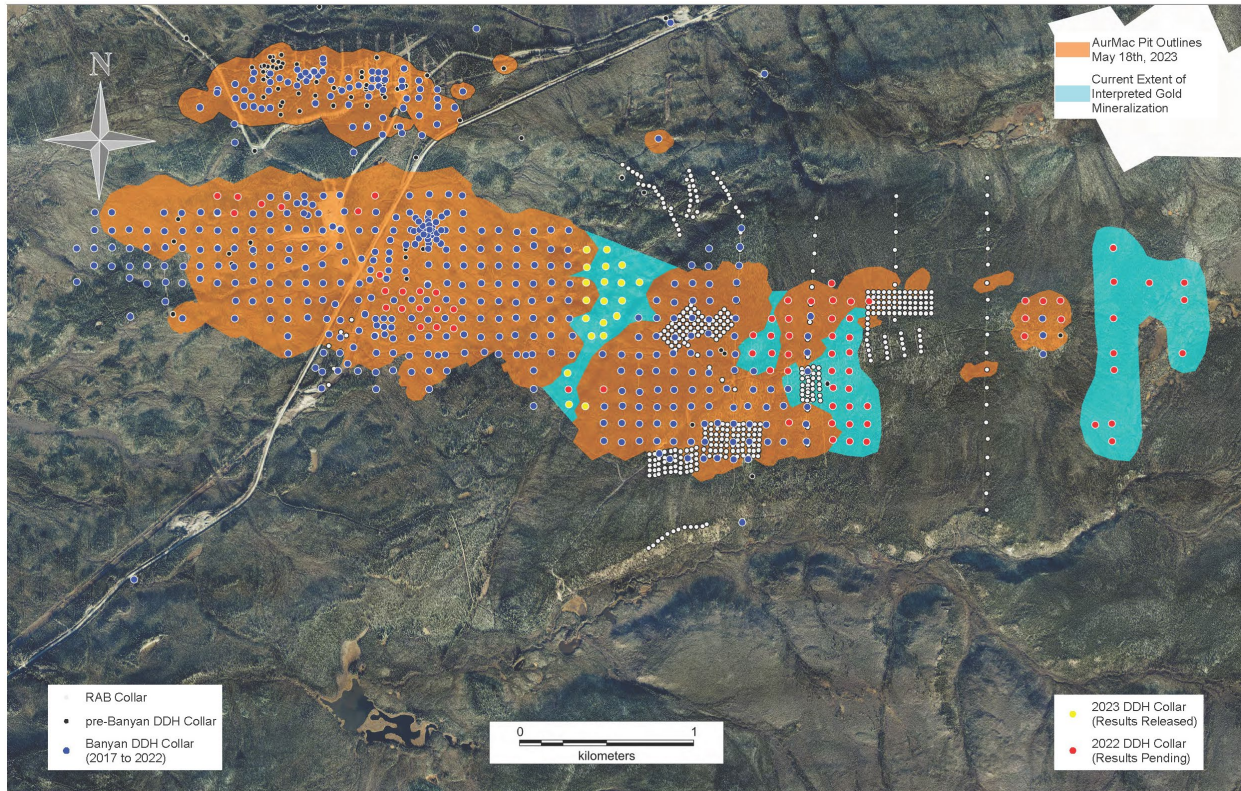 N
AurMac Pit Outlines
May 18th, 2023
Current Extent of
Interpreted Gold
Mineralization
RAB Collar
pre-Banyan DDH Collar
Banyan DDH Collar
(2017 to 2022)
0 1
kilometers
2023 DDH Collar
(Results Released)
2022 DDH Collar
(Results Pending)